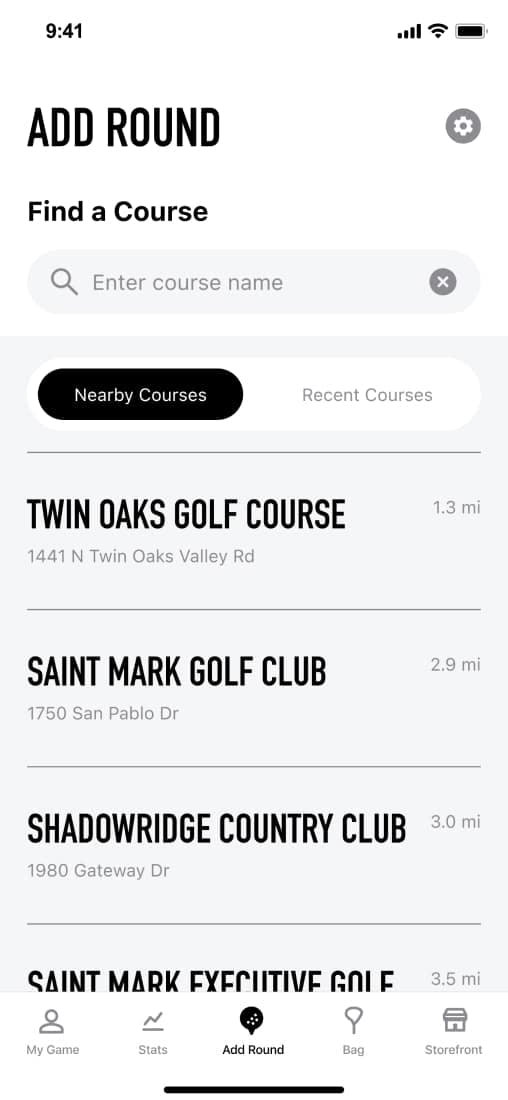 9:41
ADD ROUND
Find a Course
Enter course name
Nearby Courses
Recent Courses
TWIN OAKS GOLF COURSE
1.3 mi
1441 N Twin Oaks Valley Rd
SAINT MARK GOLF CLUB
2.9 mi
1750 San Pablo Dr
SHADOWRIDGE COUNTRY CLUB
3.0 mi
1980 Gateway Dr
SAINT MARK EXECUTIVE GOLF
3.5 mi
My Game
Stats
Add Round
Bag
Storefront